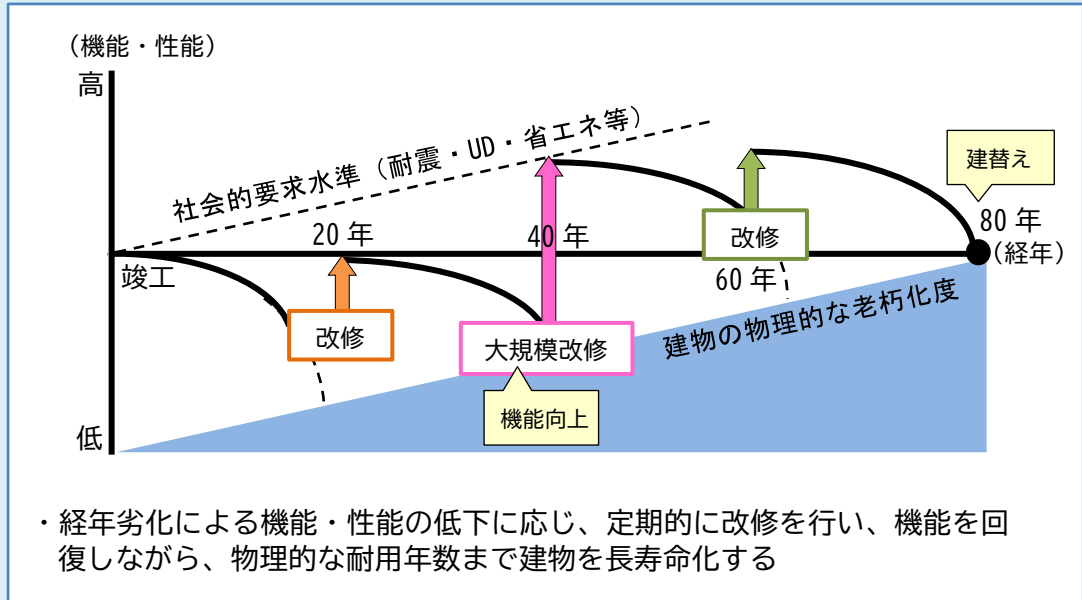 （機能・性能）
高
社会的要求水準（耐震・UD・省エネ等）
建替え
20 年
40 年
改修
80 年
（経年）
竣工
60 年
改修
大規模改修
建物の物理的な老朽化度
機能向上
低
・経年劣化による機能・性能の低下に応じ、定期的に改修を行い、機能を回
復しながら、物理的な耐用年数まで建物を長寿命化する